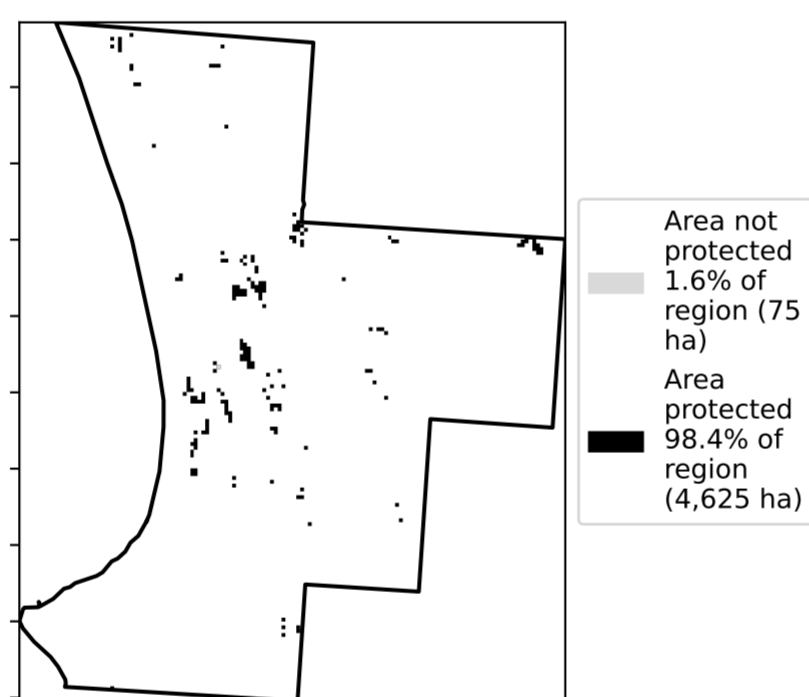 Area not
protected
1.6% of
region (75
ha)
Area
protected
98.4% of
region
(4,625 ha)